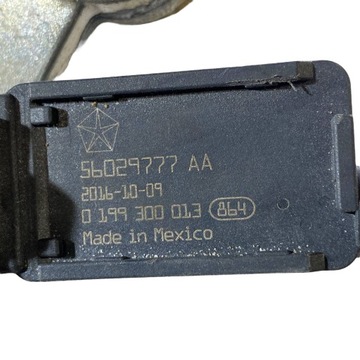 56029777 AA
2016-10-09
0 199 300 013 864
Made in Mexico